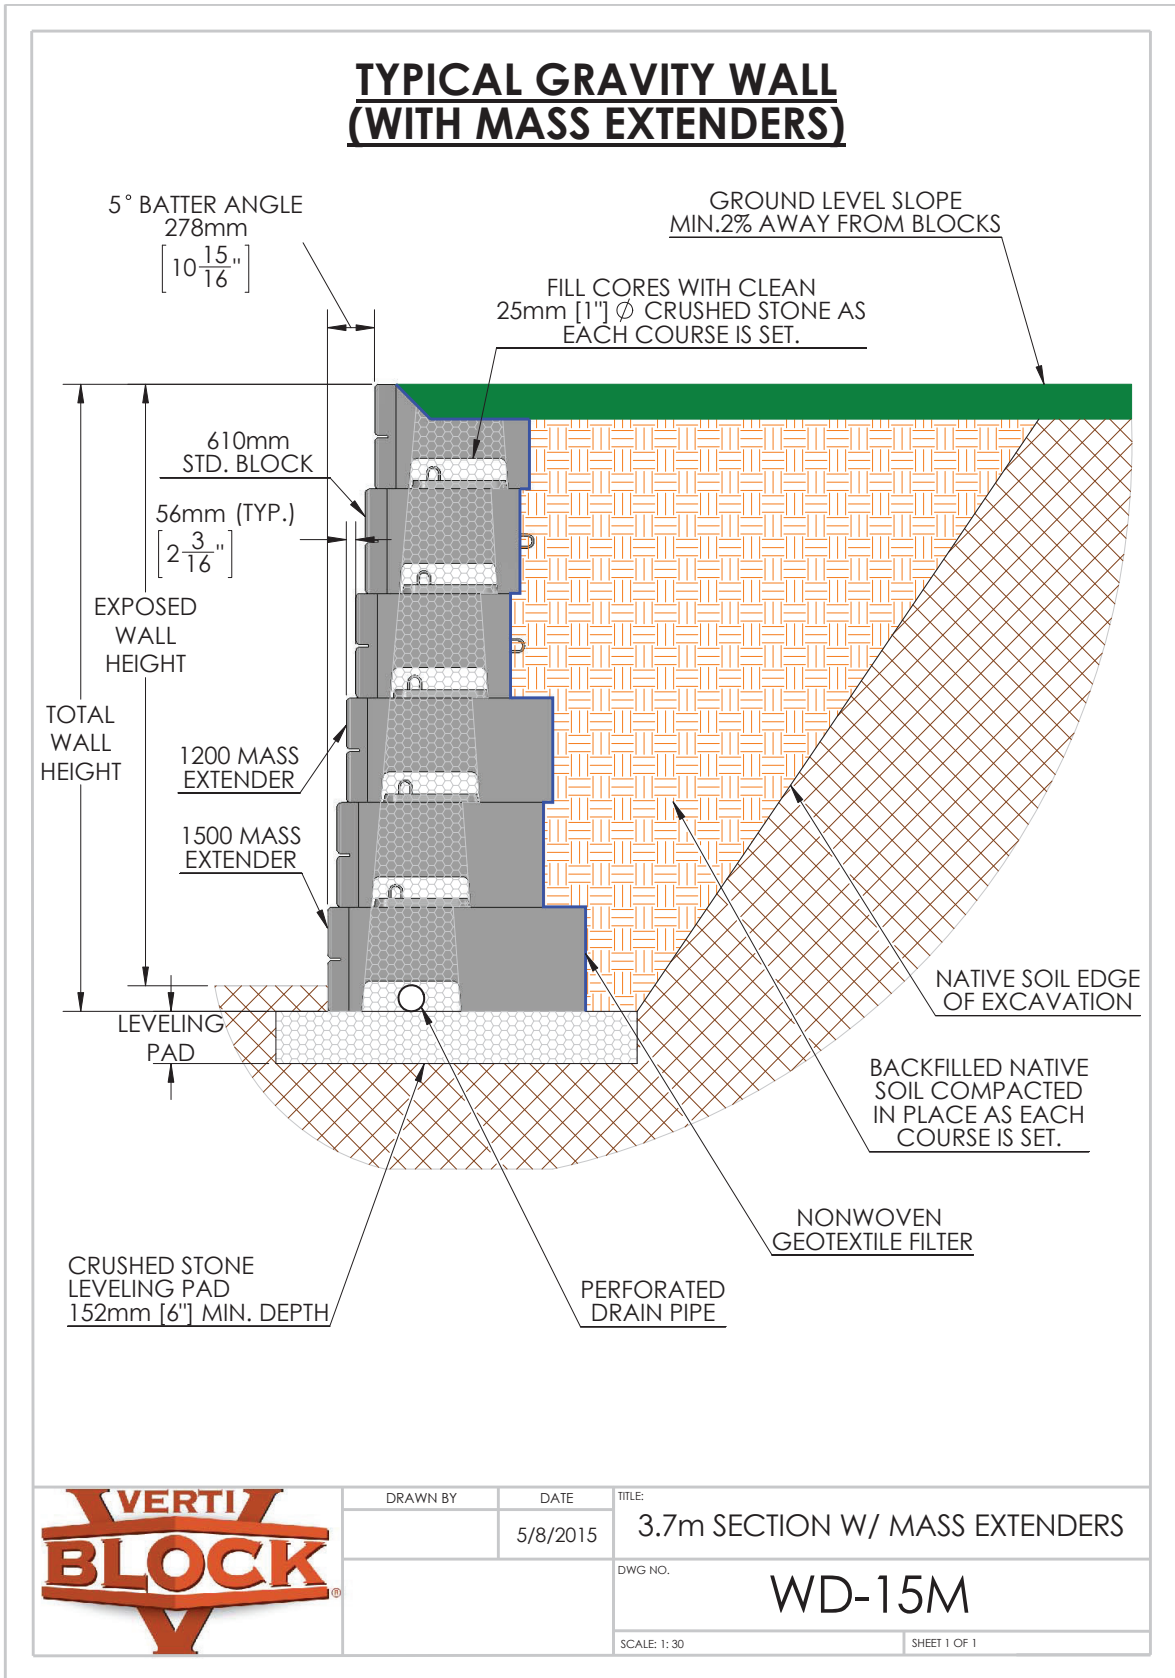 TYPICAL GRAVITY WALL
(WITH MASS EXTENDERS)
5° BATTER ANGLE
278mm
[10 15/16"]
GROUND LEVEL SLOPE
MIN.2% AWAY FROM BLOCKS
FILL CORES WITH CLEAN
25mm [1"] ∅ CRUSHED STONE AS
EACH COURSE IS SET.
610mm
STD. BLOCK
56mm (TYP.)
[2 3/16"]
EXPOSED
WALL
HEIGHT
TOTAL
WALL
HEIGHT
1200 MASS
EXTENDER
1500 MASS
EXTENDER
LEVELING
PAD
NATIVE SOIL EDGE
OF EXCAVATION
BACKFILLED NATIVE
SOIL COMPACTED
IN PLACE AS EACH
COURSE IS SET.
NONWOVEN
GEOTEXTILE FILTER
CRUSHED STONE
LEVELING PAD
152mm [6"] MIN. DEPTH
PERFORATED
DRAIN PIPE
VERTI
BLOCK
®
DRAWN BY
DATE
5/8/2015
TITLE:
3.7m SECTION W/ MASS EXTENDERS
DWG NO.
WD-15M
SCALE: 1: 30
SHEET 1 OF 1